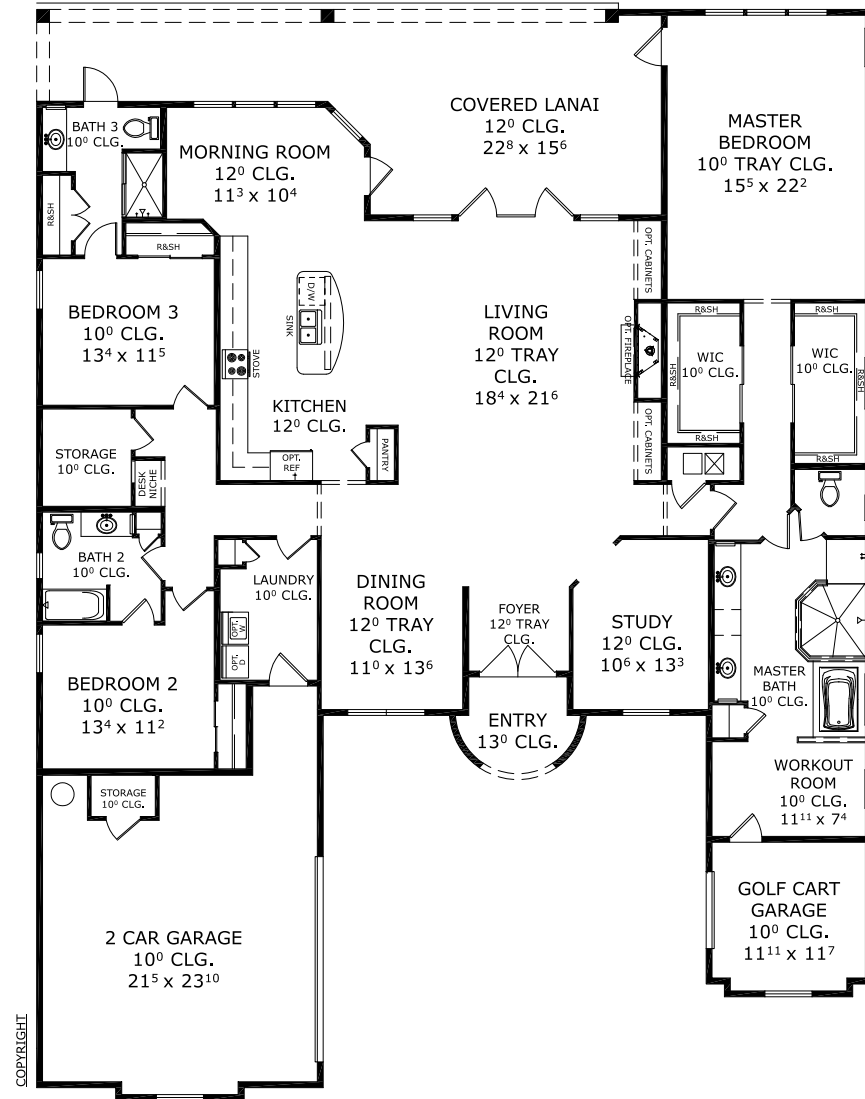 COVERED LANAI
12⁰ CLG.
22⁸ x 15⁶
MASTER
BEDROOM
10⁰ TRAY CLG.
15⁵ x 22²
BATH 3
10⁰ CLG.
MORNING ROOM
12⁰ CLG.
11³ x 10⁴
R&SH
R&SH
OPT. CABINETS
BEDROOM 3
10⁰ CLG.
13⁴ x 11⁵
D/W
SINK
STOVE
LIVING
ROOM
12⁰ TRAY
CLG.
18⁴ x 21⁶
OPT. FIREPLACE
R&SH
WIC
10⁰ CLG.
R&SH
R&SH
R&SH
WIC
10⁰ CLG.
R&SH
R&SH
R&SH
KITCHEN
12⁰ CLG.
OPT.
REF
PANTRY
OPT. CABINETS
STORAGE
10⁰ CLG.
DESK
NICHE
BATH 2
10⁰ CLG.
LAUNDRY
10⁰ CLG.
OPT.
W
OPT.
D
DINING
ROOM
12⁰ TRAY
CLG.
11⁰ x 13⁶
FOYER
12⁰ TRAY
CLG.
STUDY
12⁰ CLG.
10⁶ x 13³
MASTER
BATH
10⁰ CLG.
BEDROOM 2
10⁰ CLG.
13⁴ x 11²
ENTRY
13⁰ CLG.
WORKOUT
ROOM
10⁰ CLG.
11¹¹ x 7⁴
STORAGE
10⁰ CLG.
2 CAR GARAGE
10⁰ CLG.
21⁵ x 23¹⁰
GOLF CART
GARAGE
10⁰ CLG.
11¹¹ x 11⁷
COPYRIGHT